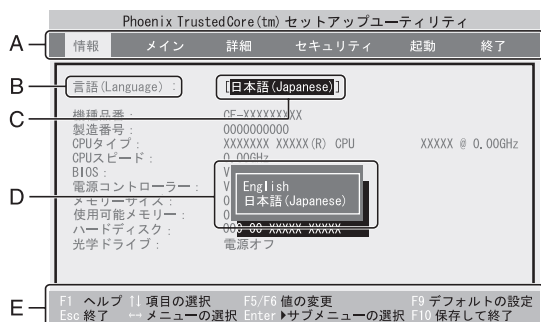 Phoenix TrustedCore(tm) セットアップユーティリティ
A 情報 メイン 詳細 セキュリティ 起動 終了
B 言語(Language) : [日本語(Japanese)]
C
機種品番 : CF-XXXXXXXX
製造番号 : 0000000000
CPUタイプ : XXXXXXX XXXXX(R) CPU XXXXX @ 0.00GHz
CPUスピード : 0.00GHz
BIOS : V
電源コントローラー : V
D English
日本語(Japanese)
メモリーサイズ : 0
使用可能メモリー : 0
ハードディスク : 000 00 XXXXX XXXXX
光学ドライブ : 電源オフ
E F1 ヘルプ ↑↓ 項目の選択 F5/F6 値の変更 F9 デフォルトの設定
Esc 終了 ←→ メニューの選択 Enter ▶サブメニューの選択 F10 保存して終了